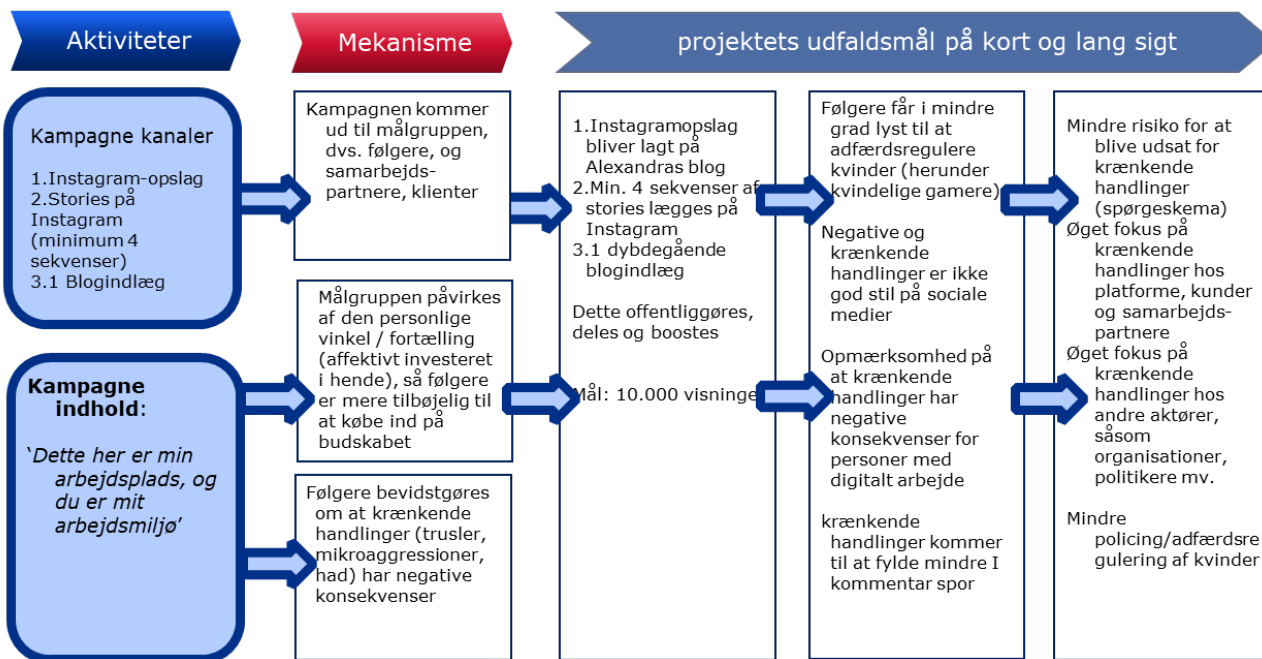 Aktiviteter
Mekanisme
projektets udfaldsmål på kort og lang sigt
Kampagne kanaler
1.Instagram-opslag
2.Stories på
Instagram
(minimum 4
sekvenser)
3.1 Blogindlæg
Kampagne
indhold:
'Dette her er min
arbejdsplads, og
du er mit
arbejdsmiljø'
Kampagnen kommer
ud til målgruppen,
dvs. følgere, og
samarbejds-
partnere, klienter
Målgruppen påvirkes
af den personlige
vinkel / fortælling
(affektivt investeret
i hende), så følgere
er mere tilbøjelig til
at købe ind på
budskabet
Følgere bevidstgøres
om at krænkende
handlinger (trusler,
mikroaggressioner,
had) har negative
konsekvenser
1.Instagramopslag
bliver lagt på
Alexandras blog
2.Min. 4 sekvenser af
stories lægges på
Instagram
3.1 dybdegående
blogindlæg
Dette offentliggøres,
deles og boostes
Mål: 10.000 visninge
Følgere får i mindre
grad lyst til at
adfærdsregulere
kvinder (herunder
kvindelige gamere)
Negative og
krænkende
handlinger er ikke
god stil på sociale
medier
Opmærksomhed på
at krænkende
handlinger har
negative
konsekvenser for
personer med
digitalt arbejde
krænkende
handlinger kommer
til at fylde mindre I
kommentar spor
Mindre risiko for at
blive udsat for
krænkende
handlinger
(spørgeskema)
Øget fokus på
krænkende
handlinger hos
platforme, kunder
og samarbejds-
partnere
Øget fokus på
krænkende
handlinger hos
andre aktører,
såsom
organisationer,
politikere mv.
Mindre
policing/adfærdsre
gulering af kvinder